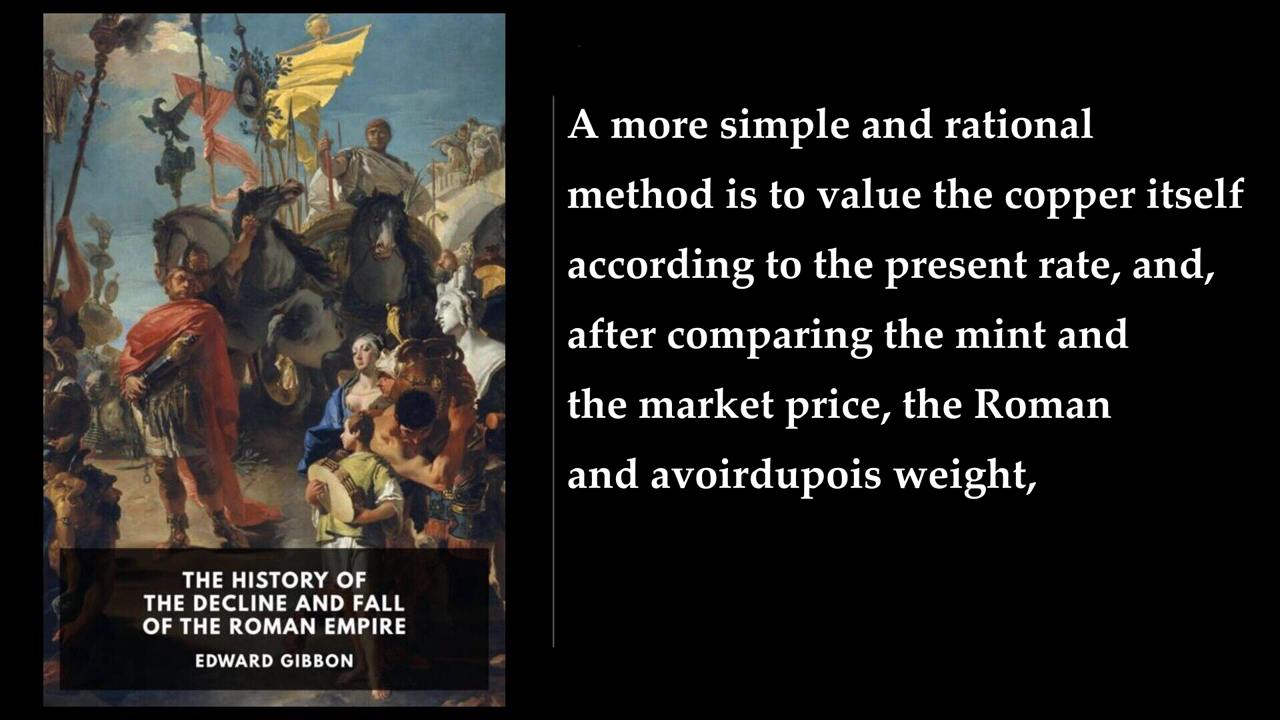 THE HISTORY OF
THE DECLINE AND FALL
OF THE ROMAN EMPIRE
EDWARD GIBBON
A more simple and rational
method is to value the copper itself
according to the present rate, and,
after comparing the mint and
the market price, the Roman
and avoirdupois weight,